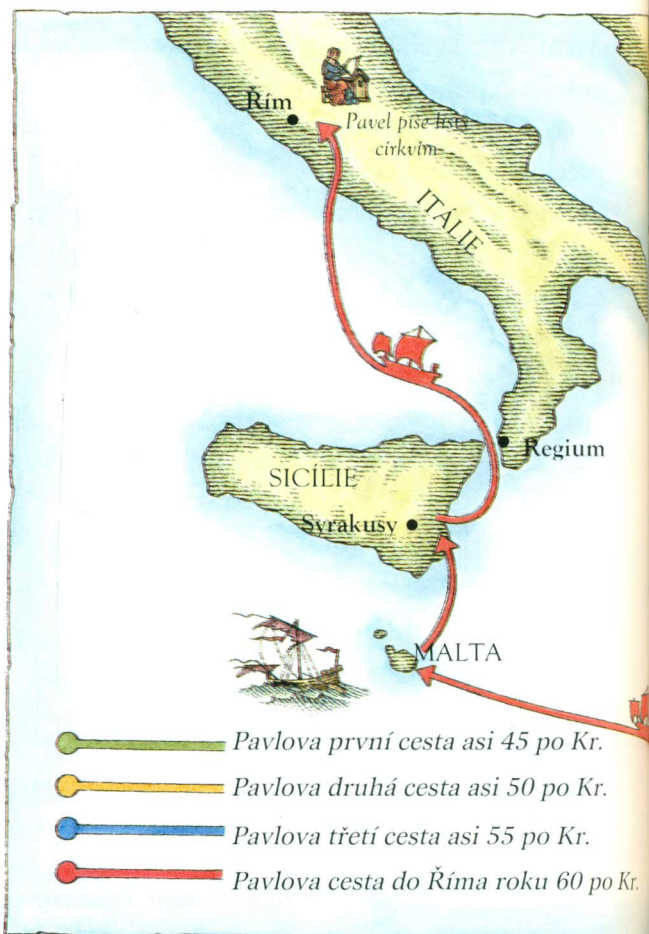 Řím
Pavel píše listy
církvím
ITÁLIE
Regium
SICÍLIE
Syrakusy
MALTA
Pavlova první cesta asi 45 po Kr.
Pavlova druhá cesta asi 50 po Kr.
Pavlova třetí cesta asi 55 po Kr.
Pavlova cesta do Říma roku 60 po Kr.